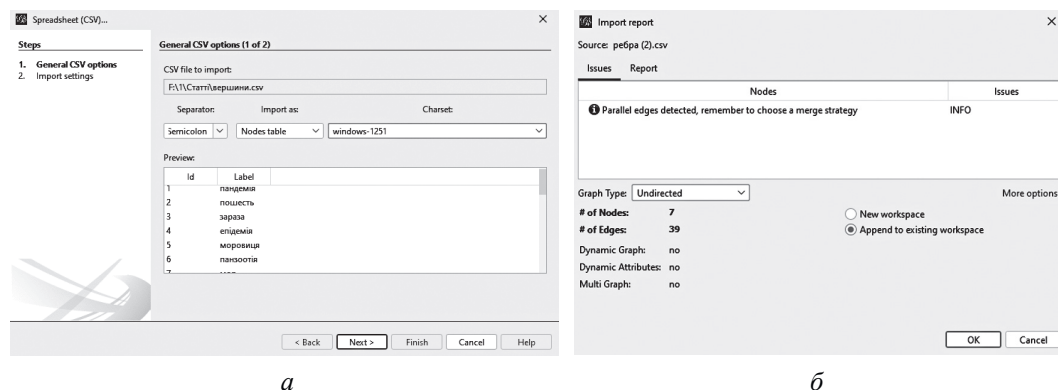 Spreadsheet (CSV)...
Steps
1. General CSV options
2. Import settings
General CSV options (1 of 2)
CSV file to import:
F:\1\Статті\вершини.csv
Separator: Import as: Charset:
Semicolon Nodes table windows-1251
Preview:
Id Label
1 пандемія
2 пошесть
3 зараза
4 епідемія
5 моровиця
6 панзоотія
7 мор
< Back Next > Finish Cancel Help
а
Import report
Source: ребра (2).csv
Issues Report
Nodes Issues
Parallel edges detected, remember to choose a merge strategy INFO
Graph Type: Undirected More options
# of Nodes: 7 New workspace
# of Edges: 39 Append to existing workspace
Dynamic Graph: no
Dynamic Attributes: no
Multi Graph: no
OK Cancel
б